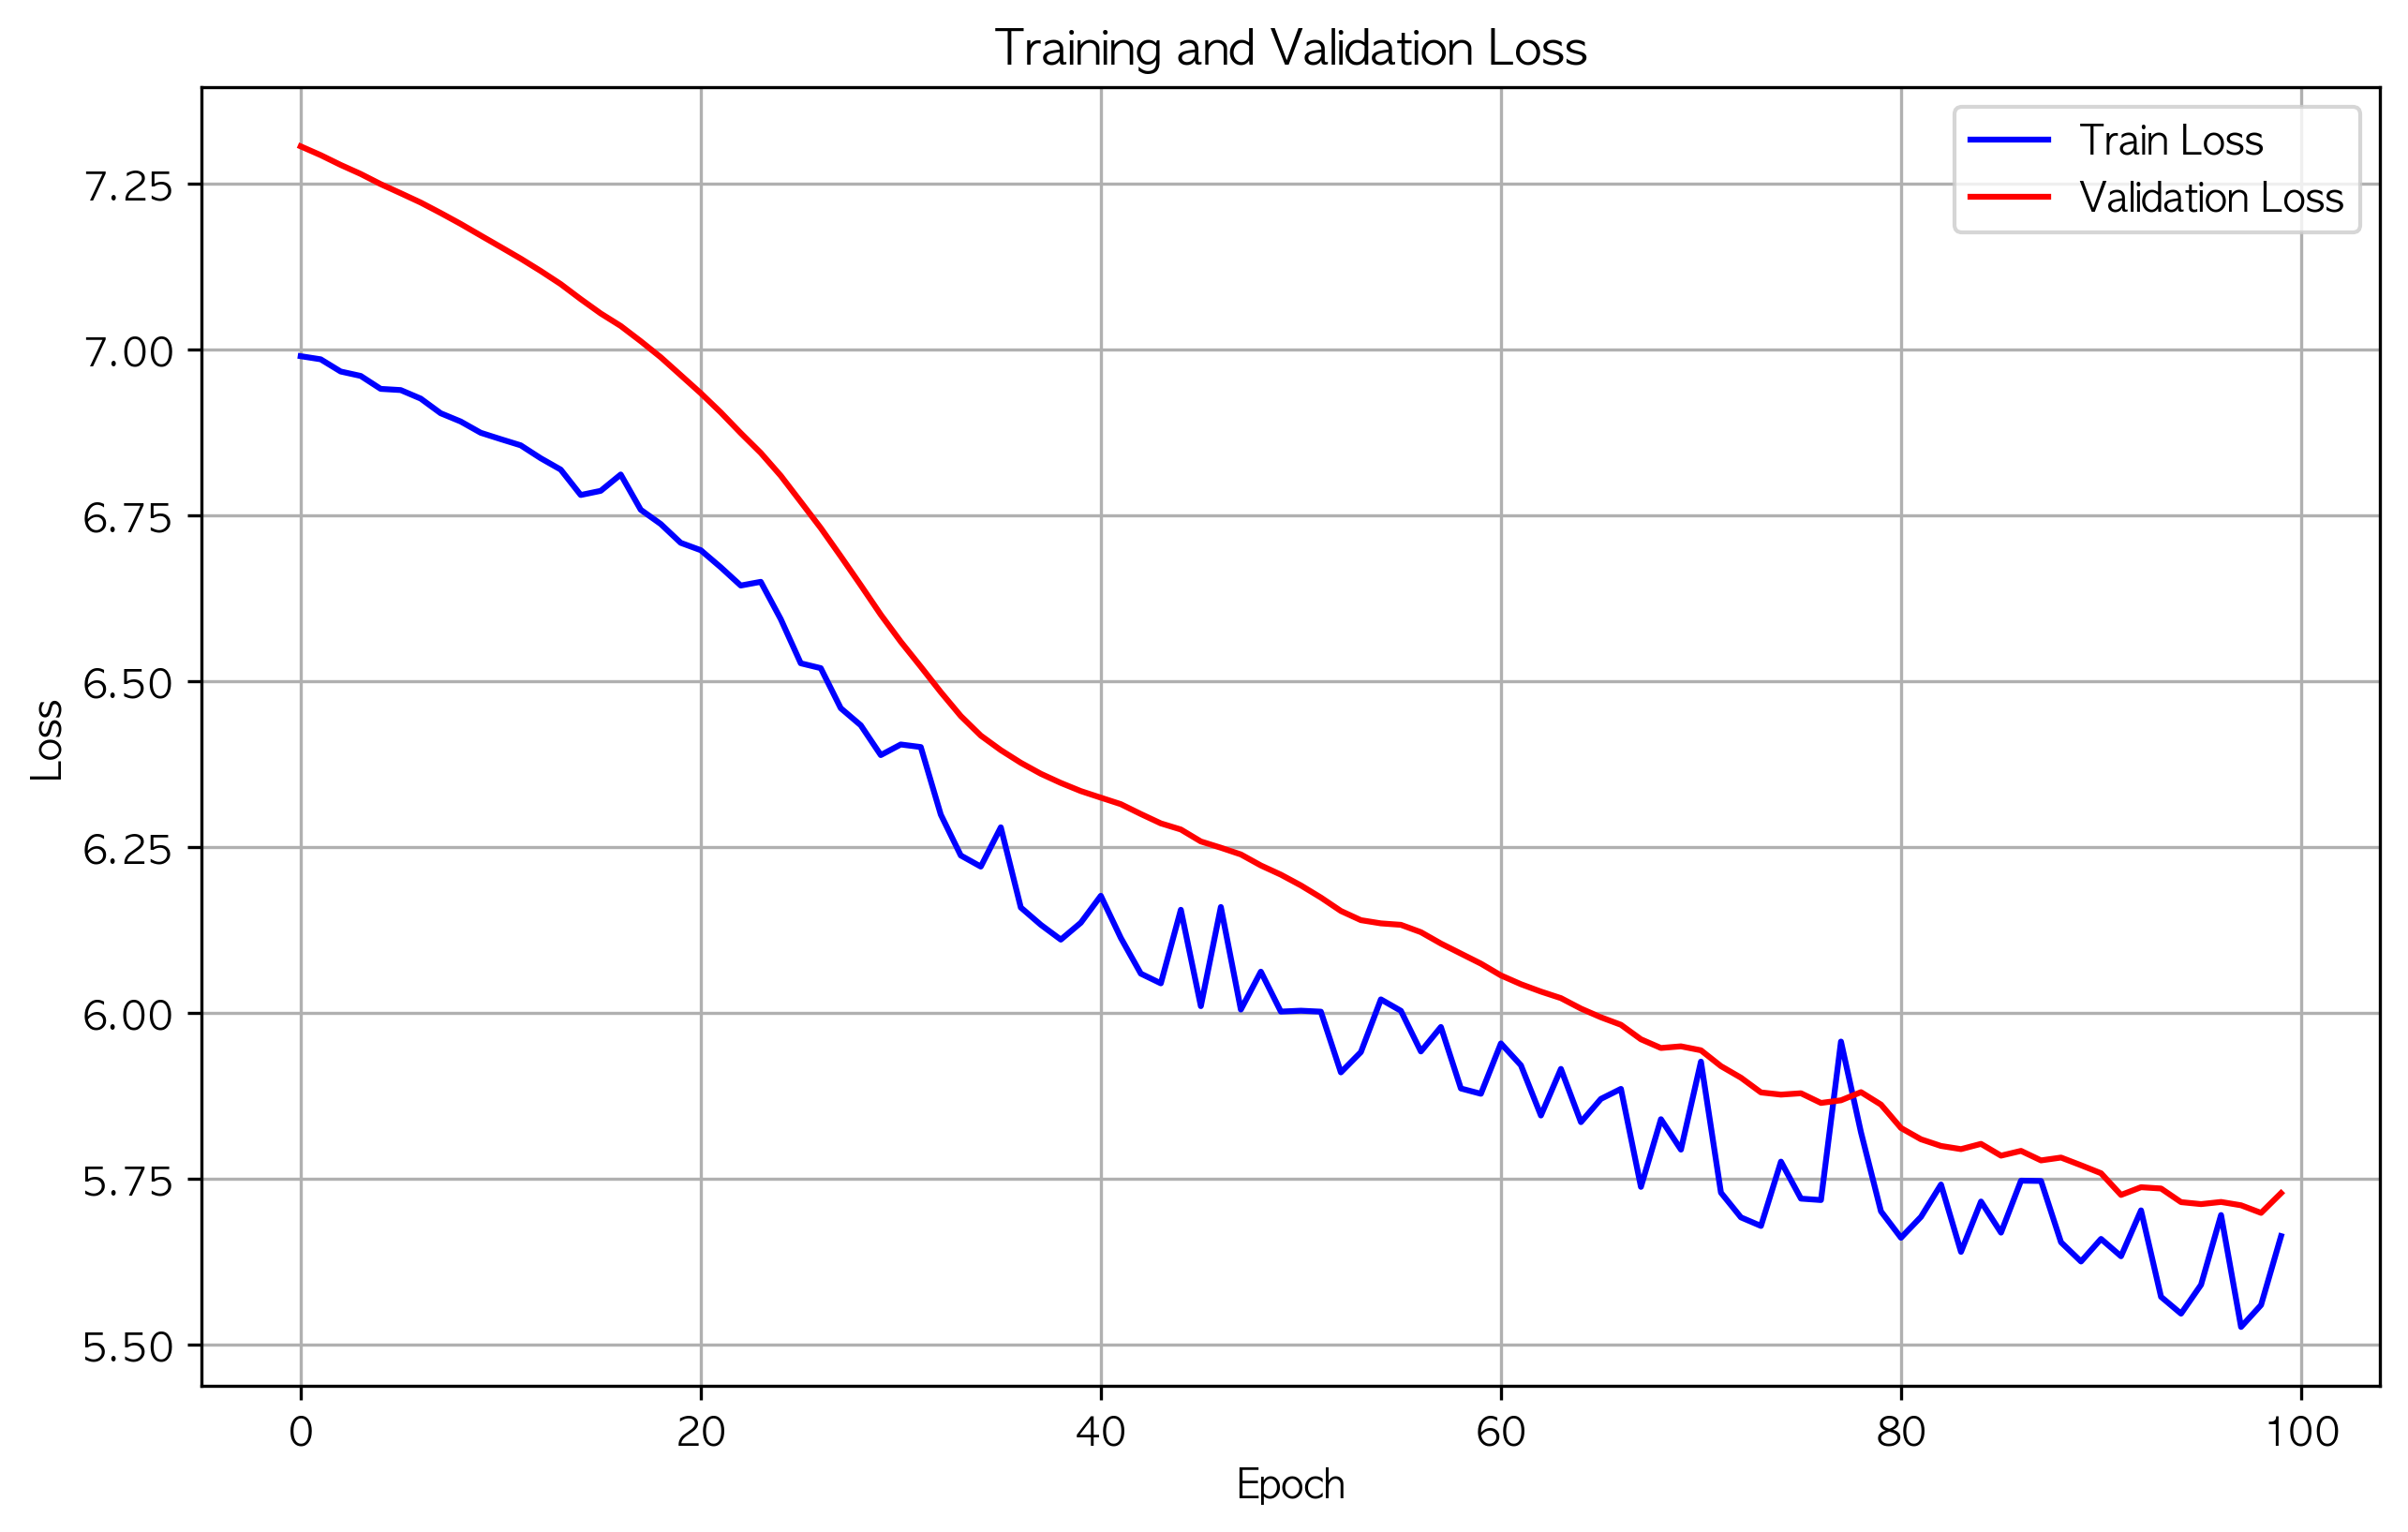 Training and Validation Loss
Train Loss
Validation Loss
7.25
7.00
6.75
6.50
6.25
6.00
5.75
5.50
Loss
0 20 40 60 80 100
Epoch